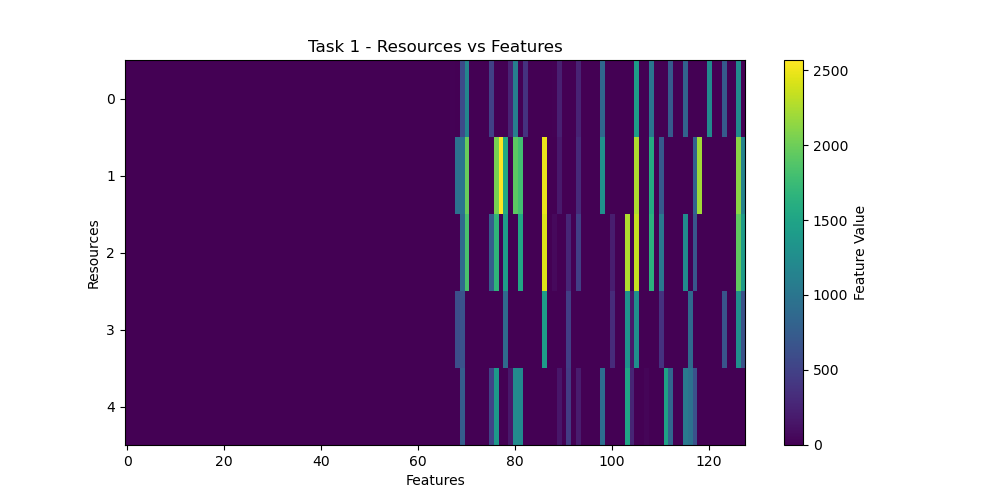 Task 1 - Resources vs Features
Resources
0
1
2
3
4
0 20 40 60 80 100 120
Features
2500
2000
1500
1000
500
0
Feature Value